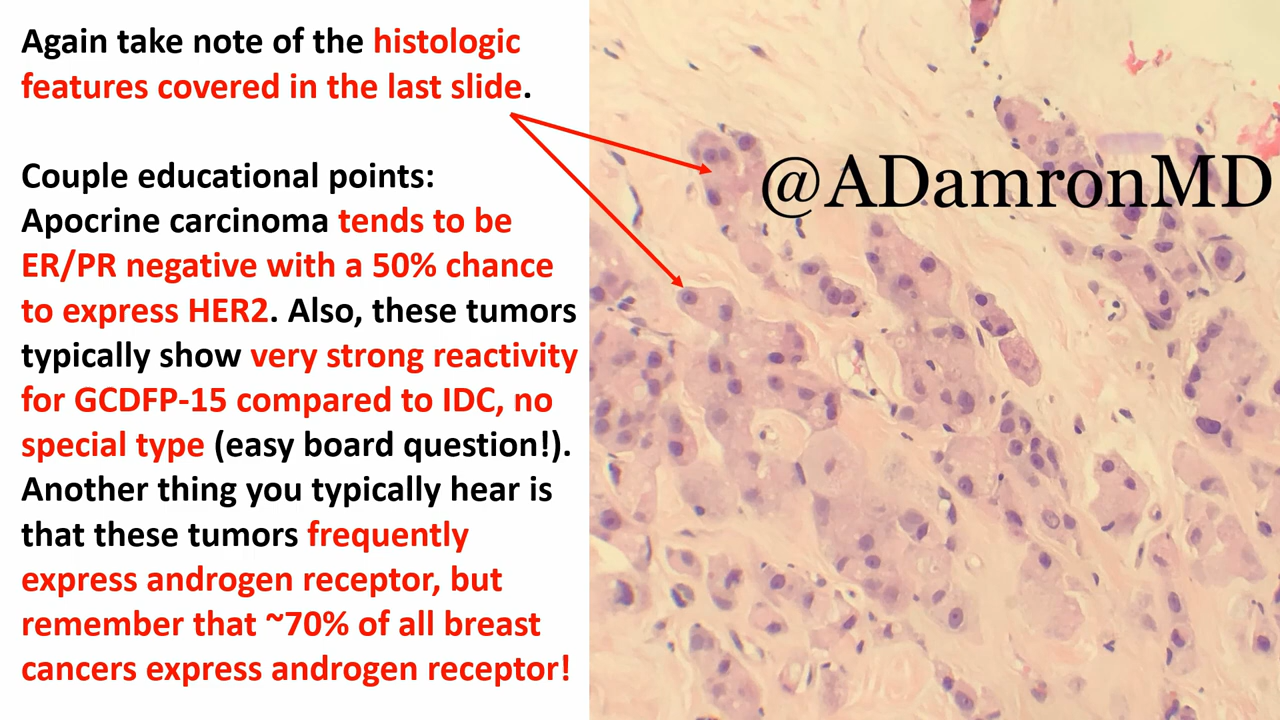 Again take note of the histologic
features covered in the last slide.
Couple educational points:
Apocrine carcinoma tends to be
ER/PR negative with a 50% chance
to express HER2. Also, these tumors
typically show very strong reactivity
for GCDFP-15 compared to IDC, no
special type (easy board question!).
Another thing you typically hear is
that these tumors frequently
express androgen receptor, but
remember that ~70% of all breast
cancers express androgen receptor!
@ADamronMD